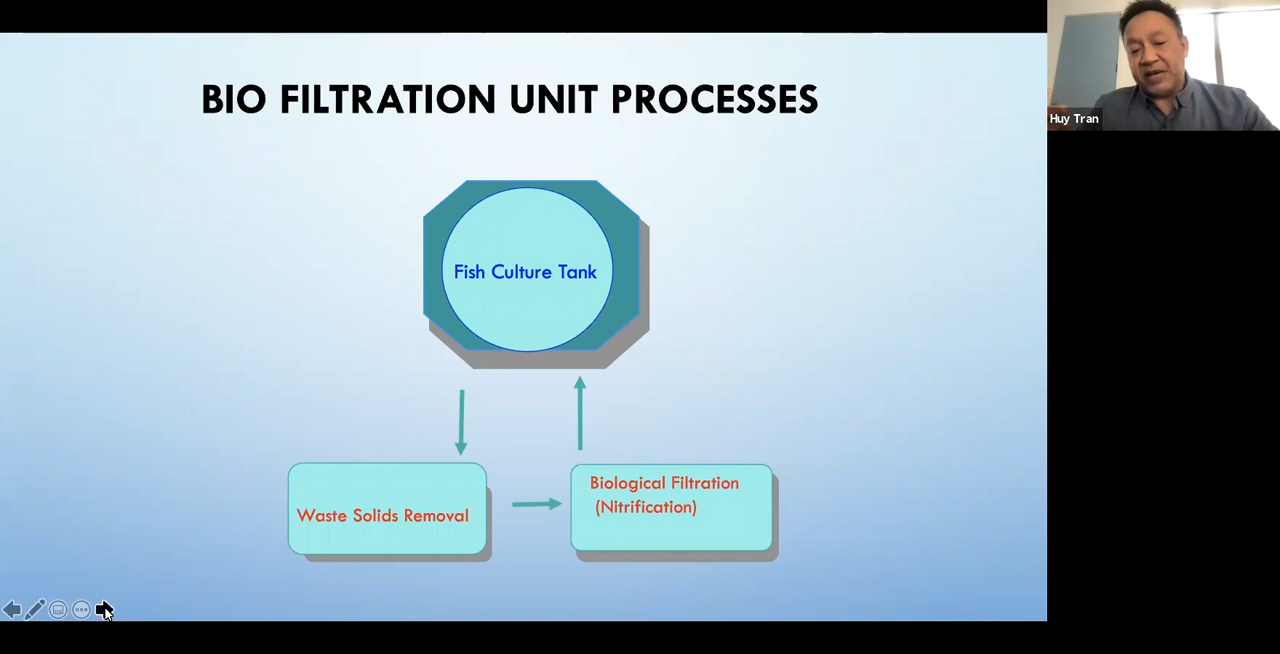 BIO FILTRATION UNIT PROCESSES
Huy Tran
Fish Culture Tank
Waste Solids Removal
Biological Filtration
(Nitrification)